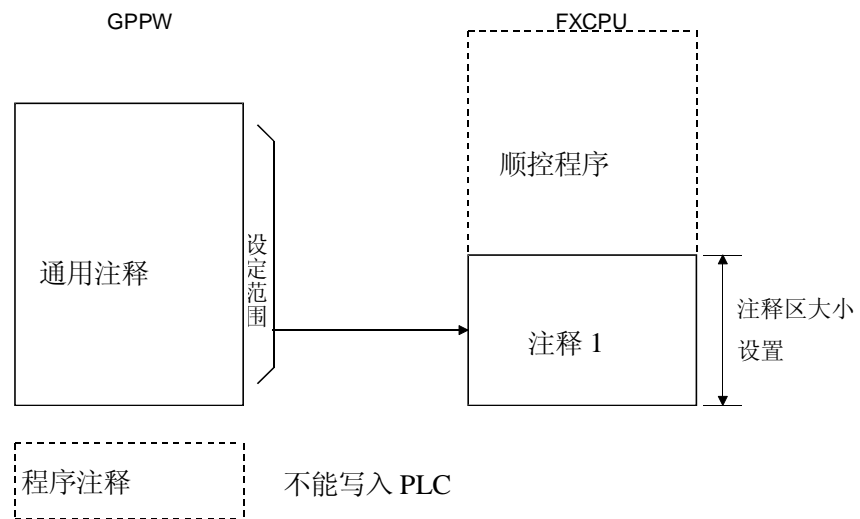 GPPW
FXCPU
顺控程序
通用注释
设定范围
注释 1
注释区大小
设置
程序注释
不能写入 PLC